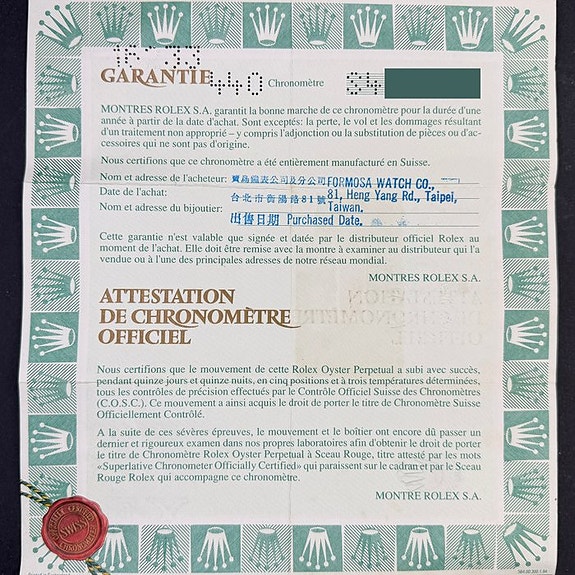 16'33
GARANTIE 440 Chronomètre 34
MONTRES ROLEX S.A. garantit la bonne marche de ce chronomètre pour la durée d'une
année à partir de la date d'achat. Sont exceptés: la perte, le vol et les dommages résultant
d'un traitement non approprié – y compris l'adjonction ou la substitution de pièces ou d'ac-
cessoires qui ne sont pas d'origine.
Nous certifions que ce chronomètre a été entièrement manufacturé en Suisse.
Nom et adresse de l'acheteur: 寶島鐘表公司及分公司 FORMOSA WATCH CO.,
Date de l'achat: 台北市衡陽路81號 81, Heng Yang Rd., Taipei,
Nom et adresse du bijoutier: Taiwan.
出售日期 Purchased Date.
Cette garantie n'est valable que signée et datée par le distributeur officiel Rolex au
moment de l'achat. Elle doit être remise avec la montre à examiner au distributeur qui l'a
vendue ou à l'une des principales adresses de notre réseau mondial.
MONTRES ROLEX S.A.
ATTESTATION
DE CHRONOMÈTRE
OFFICIEL
Nous certifions que le mouvement de cette Rolex Oyster Perpetual a subi avec succès,
pendant quinze jours et quinze nuits, en cinq positions et à trois températures déterminées,
tous les contrôles de précision effectués par le Contrôle Officiel Suisse des Chronomètres
(C.O.S.C.). Ce mouvement a ainsi acquis le droit de porter le titre de Chronomètre Suisse
Officiellement Contrôlé.
A la suite de ces sévères épreuves, le mouvement et le boîtier ont encore dû passer un
dernier et rigoureux examen dans nos propres laboratoires afin d'obtenir le droit de porter
le titre de Chronomètre Rolex Oyster Perpetual à Sceau Rouge, titre attesté par les mots
«Superlative Chronometer Officially Certified» qui paraissent sur le cadran et par le Sceau
Rouge Rolex qui accompagne ce chronomètre.
MONTRE ROLEX S.A.
SWISS